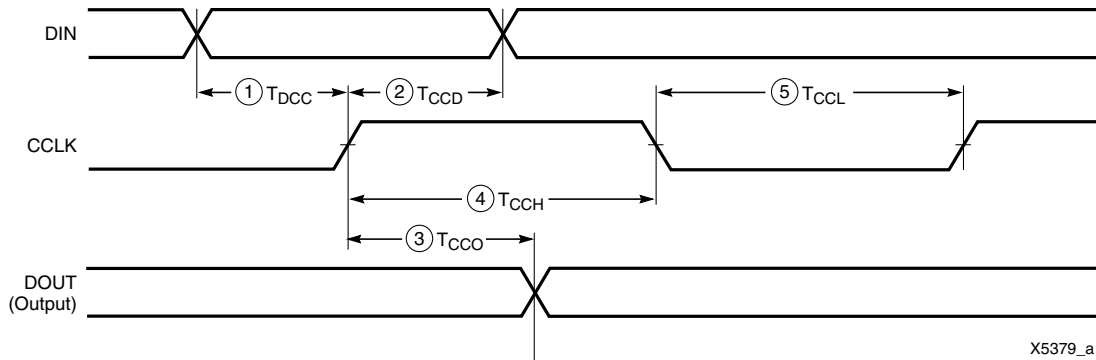 DIN
① TDCC
② TCCD
⑤ TCCL
CCLK
④ TCCH
③ TCCO
DOUT
(Output)
X5379_a